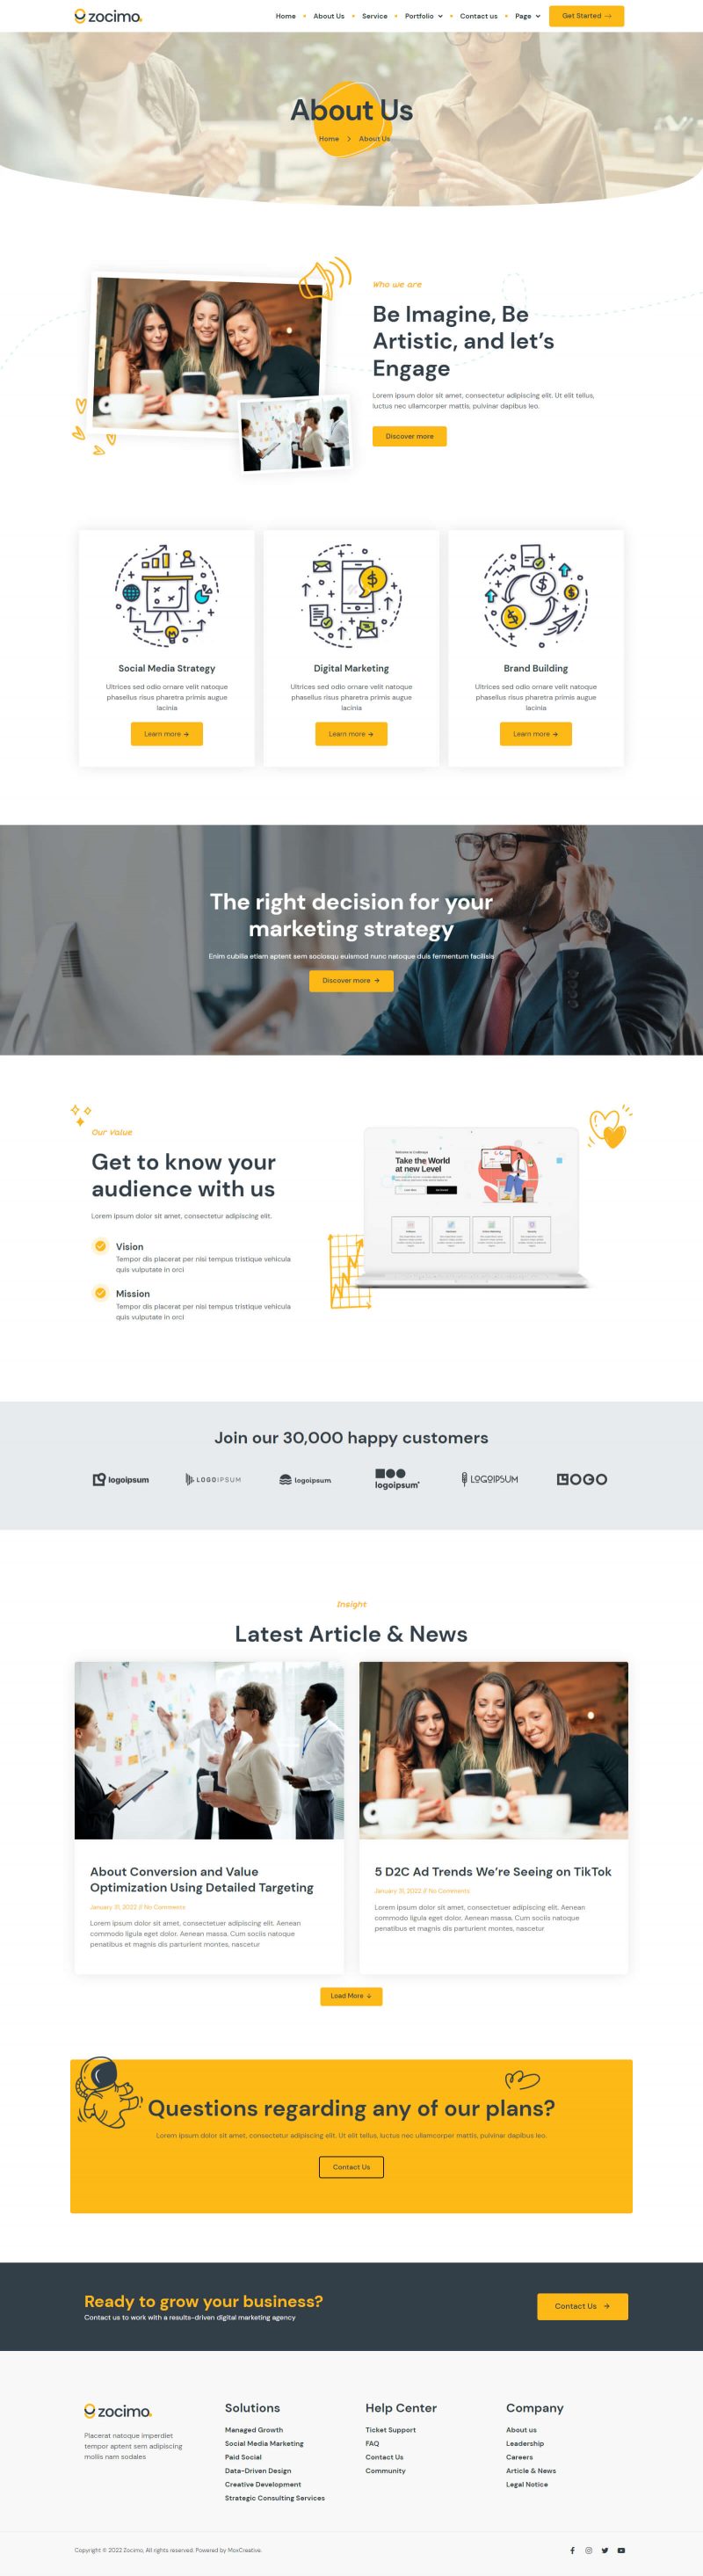 zocimo.
Home About Us Service Portfolio Contact us Page Get Started
About Us
Home About Us
Who we are
Be Imagine, Be
Artistic, and let's
Engage
Lorem ipsum dolor sit amet, consectetur adipiscing elit. Ut elit tellus,
luctus nec ullamcorper mattis, pulvinar dapibus leo.
Discover more
Social Media Strategy
Ultrices sed odio ornare velit natoque
phasellus risus pharetra primis augue
lacinia
Learn more
Digital Marketing
Ultrices sed odio ornare velit natoque
phasellus risus pharetra primis augue
lacinia
Learn more
Brand Building
Ultrices sed odio ornare velit natoque
phasellus risus pharetra primis augue
lacinia
Learn more
The right decision for your
marketing strategy
Enim cubilia etiam aptent sem sociosqu euismod nunc natoque duis fermentum facilisis
Discover more
Our Value
Get to know your
audience with us
Lorem ipsum dolor sit amet, consectetur adipiscing elit.
Vision
Tempor dis placerat per nisi tempus tristique vehicula
quis vulputate in orci
Mission
Tempor dis placerat per nisi tempus tristique vehicula
quis vulputate in orci
Take the World
at new Level
Join our 30,000 happy customers
logoipsum
LOGOIPSUM
logoipsum
logoipsum
LOGOIPSUM
LOGO
Insight
Latest Article & News
About Conversion and Value
Optimization Using Detailed Targeting
January 31, 2022 // No Comments
Lorem ipsum dolor sit amet, consectetuer adipiscing elit. Aenean
commodo ligula eget dolor. Aenean massa. Cum sociis natoque
penatibus et magnis dis parturient montes, nascetur
5 D2C Ad Trends We're Seeing on TikTok
January 31, 2022 // No Comments
Lorem ipsum dolor sit amet, consectetuer adipiscing elit. Aenean
commodo ligula eget dolor. Aenean massa. Cum sociis natoque
penatibus et magnis dis parturient montes, nascetur
Load More
Questions regarding any of our plans?
Lorem ipsum dolor sit amet, consectetur adipiscing elit. Ut elit tellus, luctus nec ullamcorper mattis, pulvinar dapibus leo.
Contact Us
Ready to grow your business?
Contact us to work with a results-driven digital marketing agency
Contact Us
zocimo.
Placerat natoque imperdiet
tempor aptent sem adipiscing
mollis nam sodales
Solutions
Managed Growth
Social Media Marketing
Paid Social
Data-Driven Design
Creative Development
Strategic Consulting Services
Help Center
Ticket Support
FAQ
Contact Us
Community
Company
About us
Leadership
Careers
Article & News
Legal Notice
Copyright © 2022 Zocimo, All rights reserved. Powered by MoxCreative.